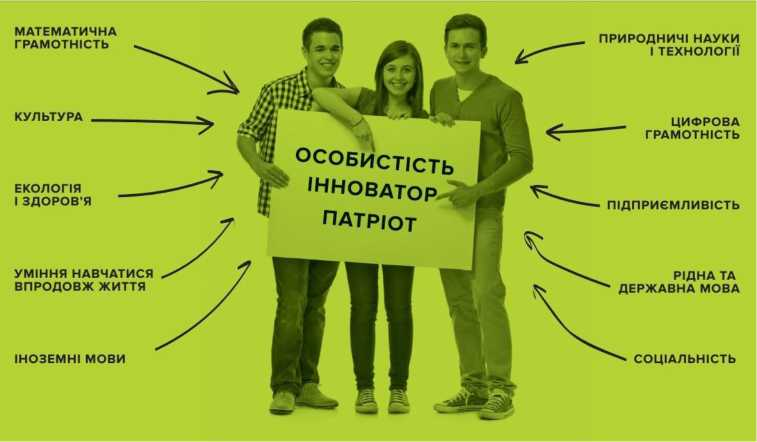 МАТЕМАТИЧНА
ГРАМОТНІСТЬ
КУЛЬТУРА
ЕКОЛОГІЯ
І ЗДОРОВ'Я
УМІННЯ НАВЧАТИСЯ
ВПРОДОВЖ ЖИТТЯ
ІНОЗЕМНІ МОВИ
ОСОБИСТІСТЬ
ІННОВАТОР
ПАТРІОТ
ПРИРОДНИЧІ НАУКИ
І ТЕХНОЛОГІЇ
ЦИФРОВА
ГРАМОТНІСТЬ
ПІДПРИЄМЛИВІСТЬ
РІДНА ТА
ДЕРЖАВНА МОВА
СОЦІАЛЬНІСТЬ